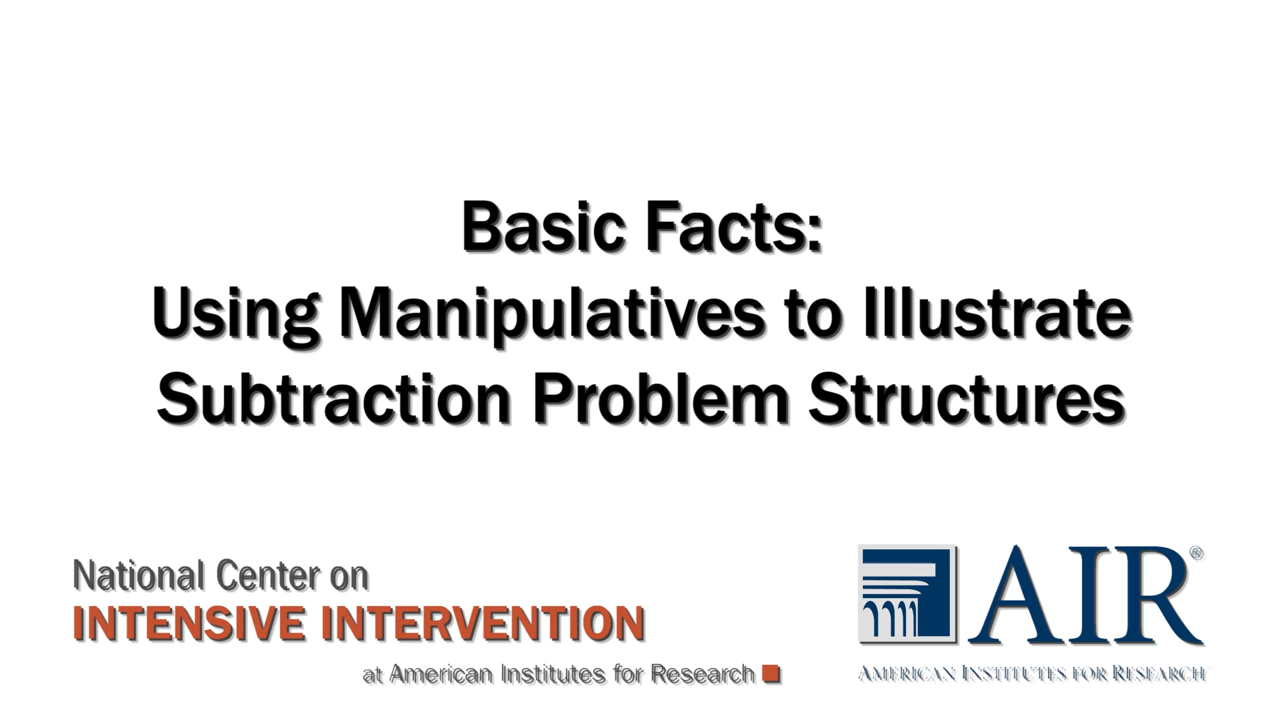 Basic Facts:
Using Manipulatives to Illustrate
Subtraction Problem Structures
National Center on
INTENSIVE INTERVENTION
at American Institutes for Research
AIR®
AMERICAN INSTITUTES FOR RESEARCH